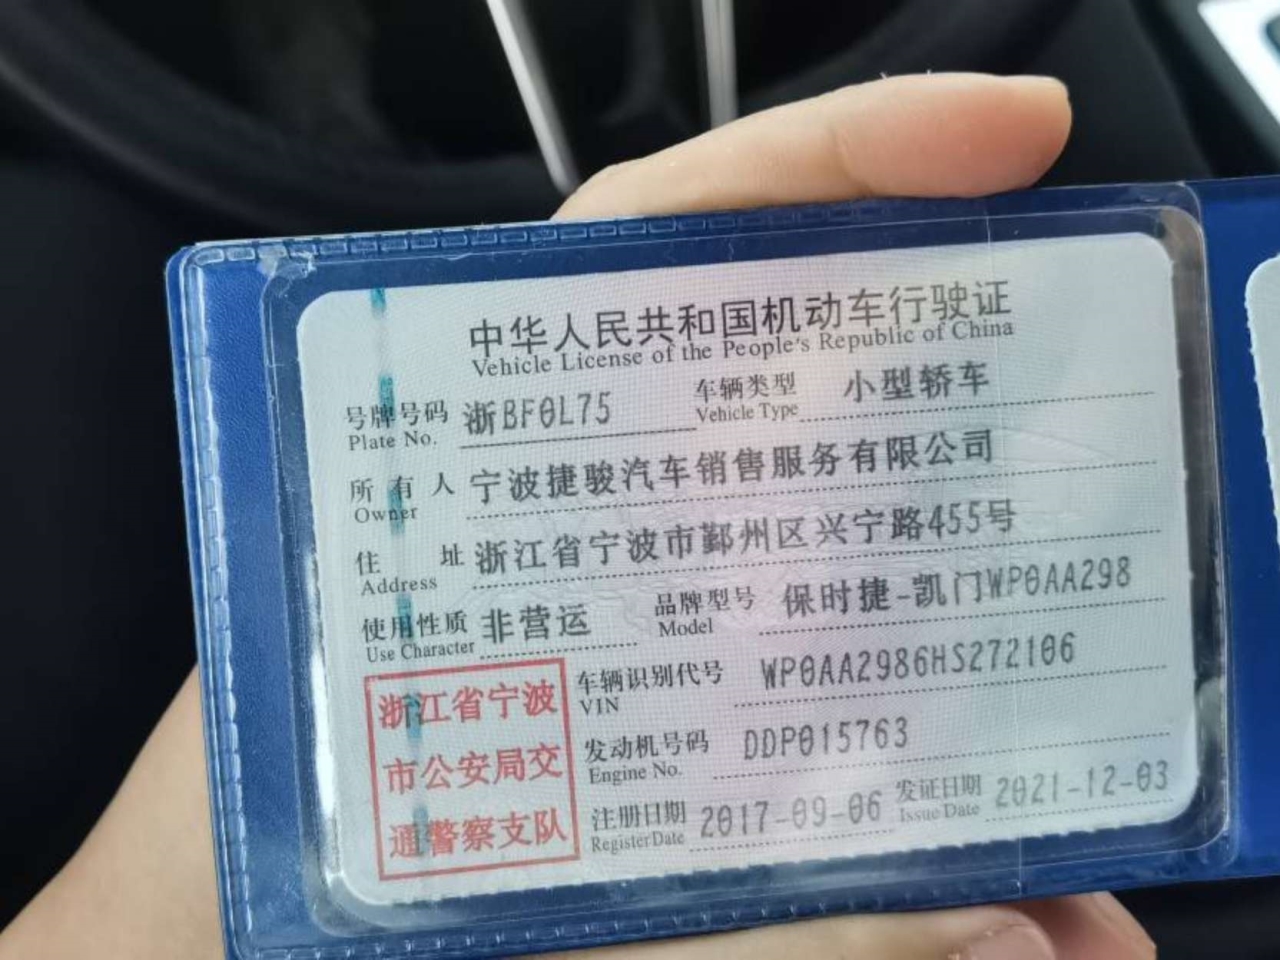 中华人民共和国机动车行驶证
Vehicle License of the People's Republic of China
号牌号码 浙BF0L75 车辆类型 小型轿车
Plate No. Vehicle Type
所有人 宁波捷骏汽车销售服务有限公司
Owner
住址 浙江省宁波市鄞州区兴宁路455号
Address
使用性质 非营运 品牌型号 保时捷-凯门WP0AA298
Use Character Model
浙江省宁波
市公安局交
通警察支队
车辆识别代号 WP0AA2986HS272106
VIN
发动机号码 DDP015763
Engine No.
注册日期 2017-09-06 发证日期 2021-12-03
Register Date Issue Date